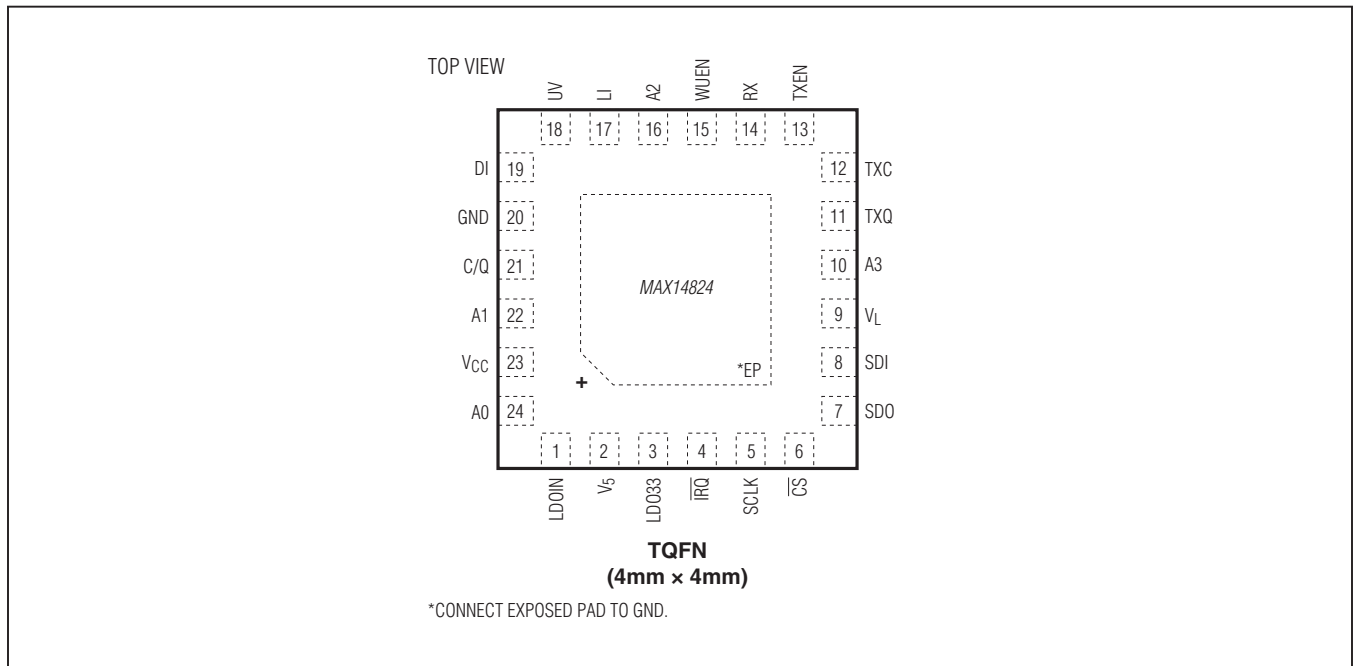 TOP VIEW
UV LI A2 WUEN RX TXEN
18 17 16 15 14 13
DI 19 12 TXC
GND 20 11 TXQ
C/Q 21 10 A3
MAX14824
A1 22 9 VL
VCC 23 8 SDI
*EP
+
A0 24 7 SDO
1 2 3 4 5 6
LDOIN V5 LDO33 IRQ SCLK CS
TQFN
(4mm × 4mm)
*CONNECT EXPOSED PAD TO GND.